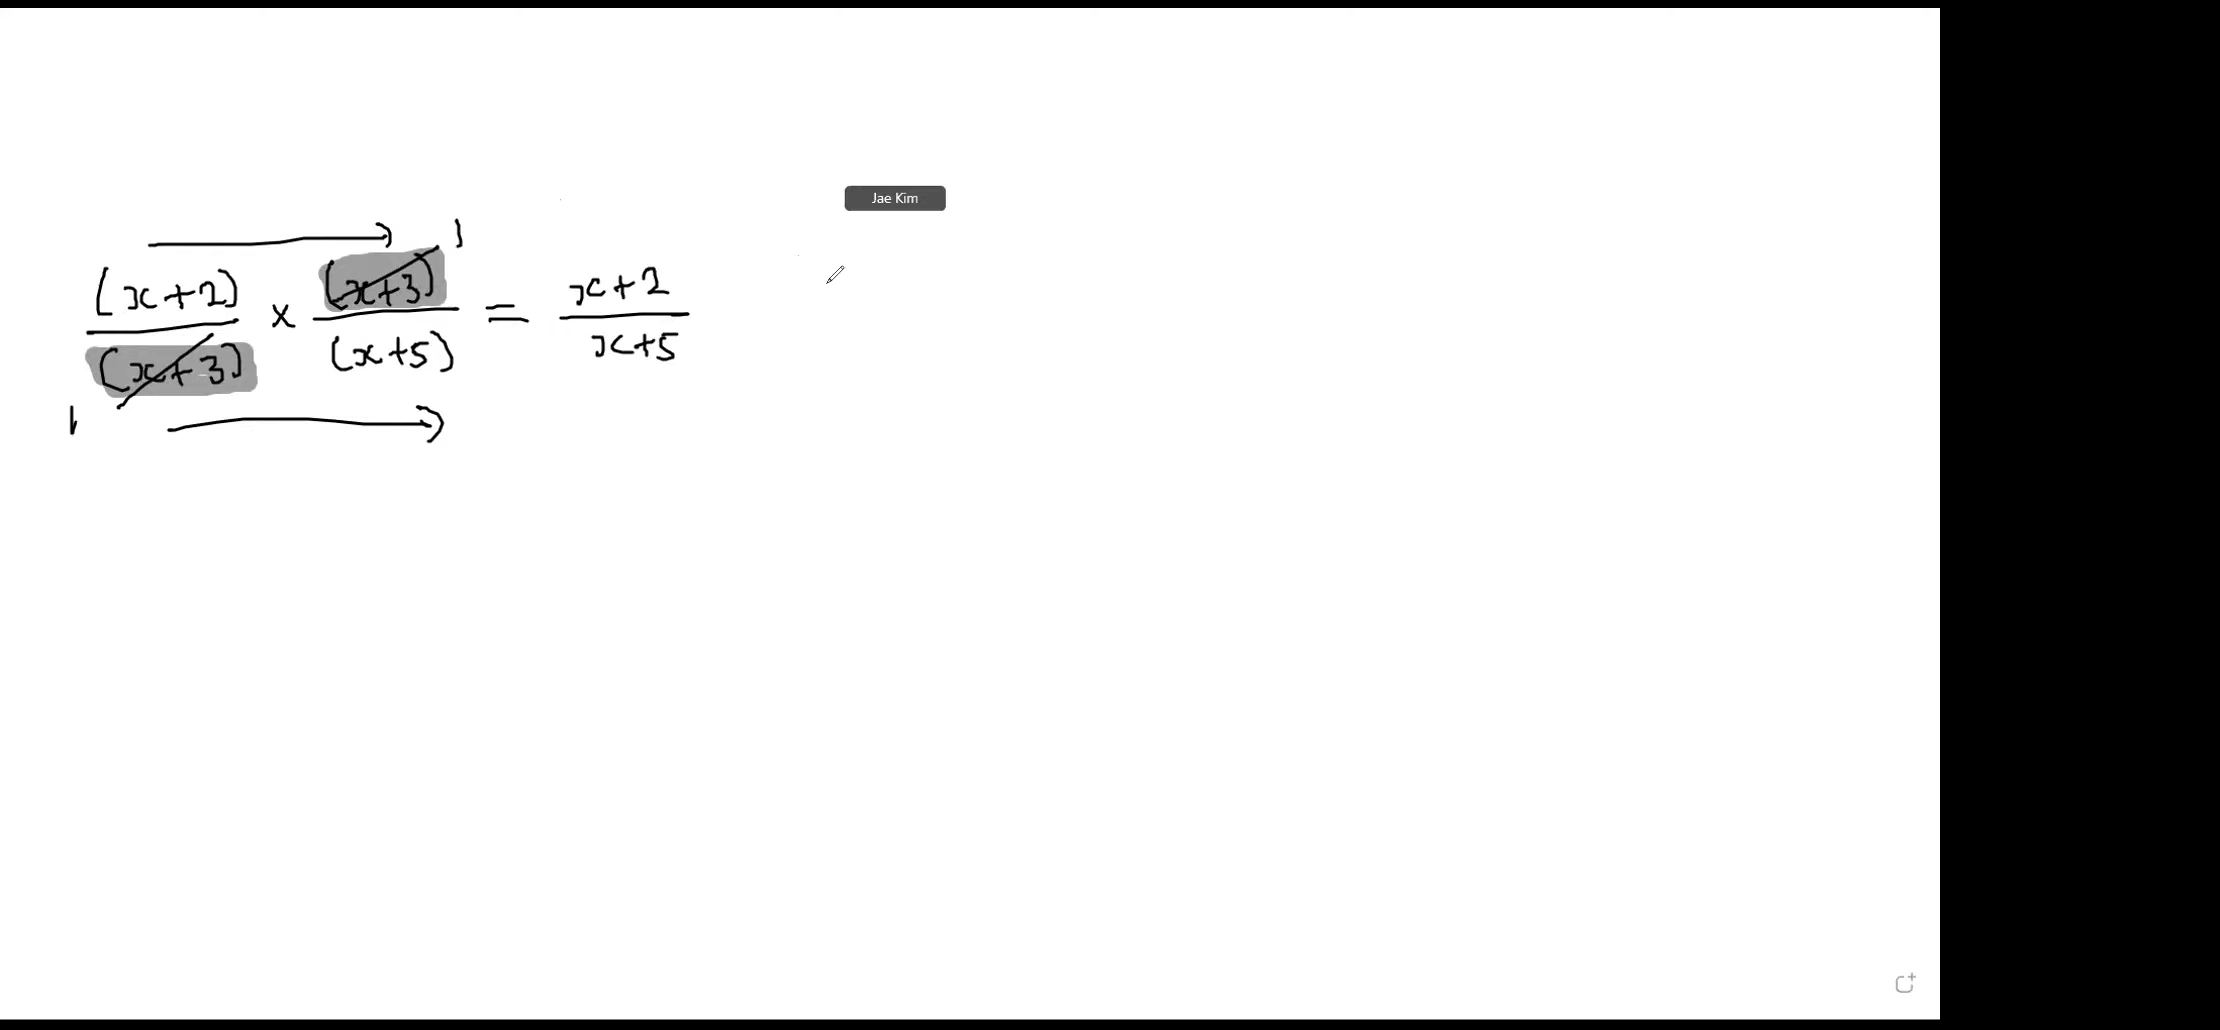 Jae Kim
1
(x+2)/(x+3) × (x+3)/(x+5) = x+2/x+5
1